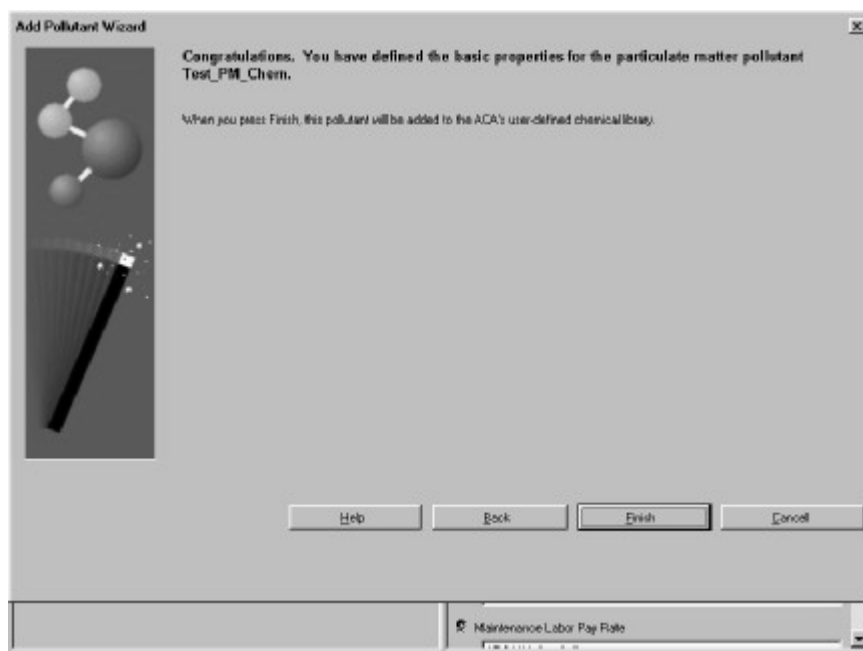 Add Pollutant Wizard
Congratulations. You have defined the basic properties for the particulate matter pollutant
Test_PM_Chem.
When you press Finish, this pollutant will be added to the ACA's user-defined chemical library.
Help Back Finish Cancel
Maintenance Labor Pay Rate